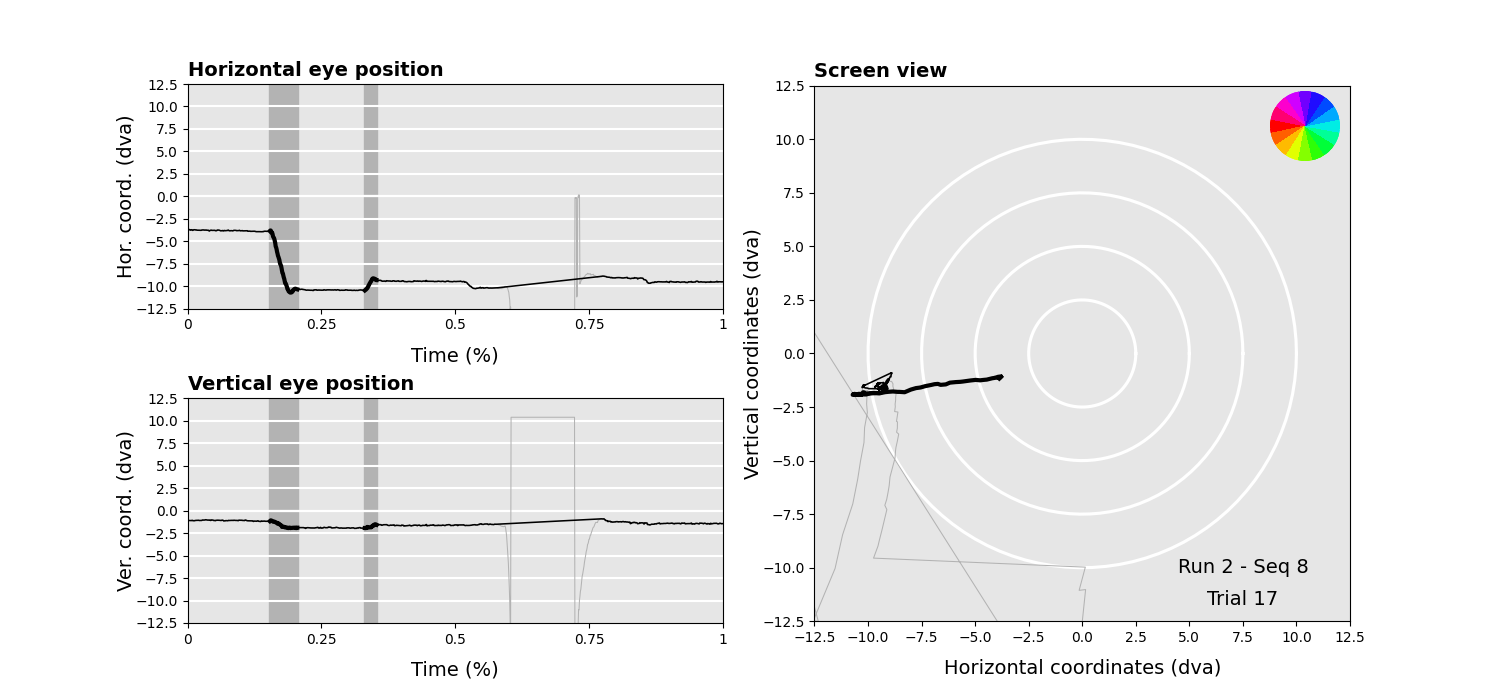 Horizontal eye position
Hor. coord. (dva)
12.5
10.0
7.5
5.0
2.5
0.0
−2.5
−5.0
−7.5
−10.0
−12.5
0 0.25 0.5 0.75 1
Time (%)
Vertical eye position
Ver. coord. (dva)
12.5
10.0
7.5
5.0
2.5
0.0
−2.5
−5.0
−7.5
−10.0
−12.5
0 0.25 0.5 0.75 1
Time (%)
Screen view
Vertical coordinates (dva)
12.5
10.0
7.5
5.0
2.5
0.0
−2.5
−5.0
−7.5
−10.0
−12.5
Run 2 - Seq 8
Trial 17
−12.5 −10.0 −7.5 −5.0 −2.5 0.0 2.5 5.0 7.5 10.0 12.5
Horizontal coordinates (dva)